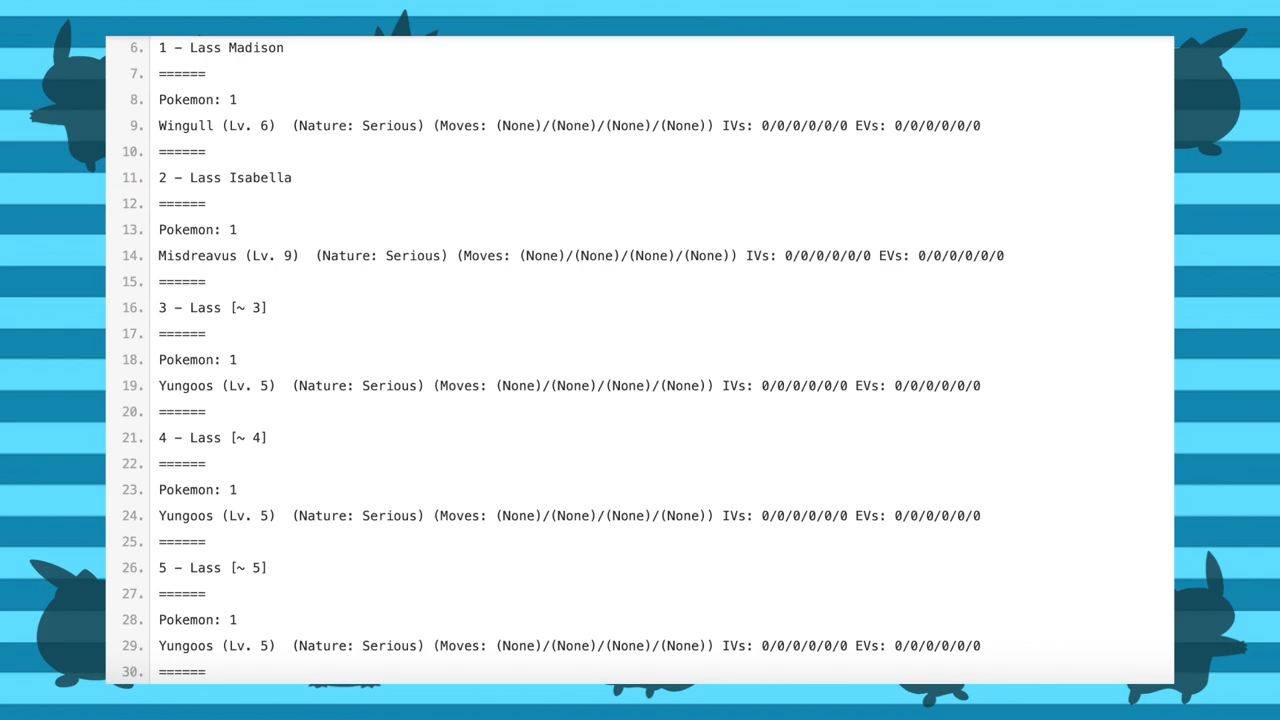 6. 1 - Lass Madison
7. ======
8. Pokemon: 1
9. Wingull (Lv. 6)  (Nature: Serious) (Moves: (None)/(None)/(None)/(None)) IVs: 0/0/0/0/0/0 EVs: 0/0/0/0/0/0
10. ======
11. 2 - Lass Isabella
12. ======
13. Pokemon: 1
14. Misdreavus (Lv. 9)  (Nature: Serious) (Moves: (None)/(None)/(None)/(None)) IVs: 0/0/0/0/0/0 EVs: 0/0/0/0/0/0
15. ======
16. 3 - Lass [~ 3]
17. ======
18. Pokemon: 1
19. Yungoos (Lv. 5)  (Nature: Serious) (Moves: (None)/(None)/(None)/(None)) IVs: 0/0/0/0/0/0 EVs: 0/0/0/0/0/0
20. ======
21. 4 - Lass [~ 4]
22. ======
23. Pokemon: 1
24. Yungoos (Lv. 5)  (Nature: Serious) (Moves: (None)/(None)/(None)/(None)) IVs: 0/0/0/0/0/0 EVs: 0/0/0/0/0/0
25. ======
26. 5 - Lass [~ 5]
27. ======
28. Pokemon: 1
29. Yungoos (Lv. 5)  (Nature: Serious) (Moves: (None)/(None)/(None)/(None)) IVs: 0/0/0/0/0/0 EVs: 0/0/0/0/0/0
30. ======